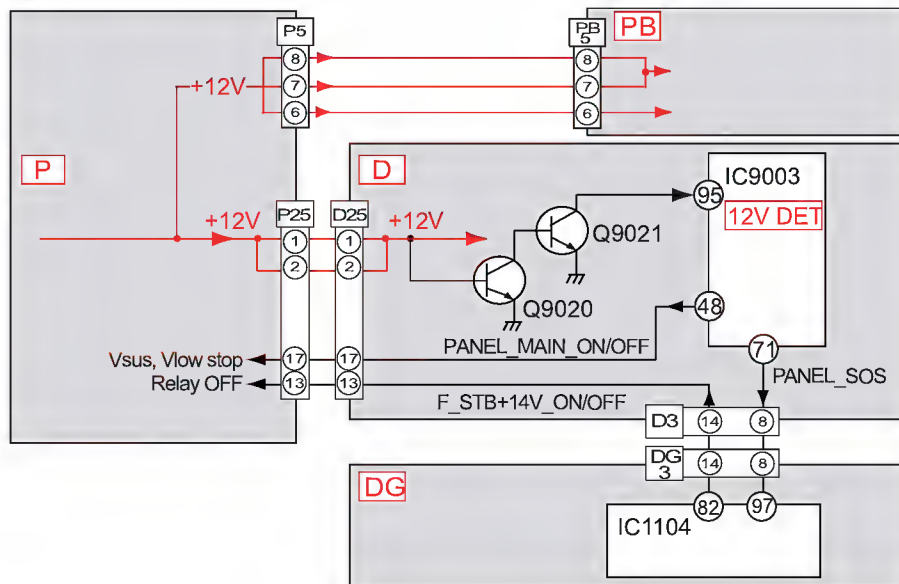 P5
PB
5
PB
8
8
+12V
7
7
6
6
P
D
P25
D25
+12V
+12V
1
1
2
2
95
IC9003
12V DET
Q9021
Q9020
48
PANEL_MAIN_ON/OFF
71
Vsus, Vlow stop
17
17
Relay OFF
13
13
PANEL_SOS
F_STB+14V_ON/OFF
D3
14
8
DG
3
14
8
DG
82
97
IC1104